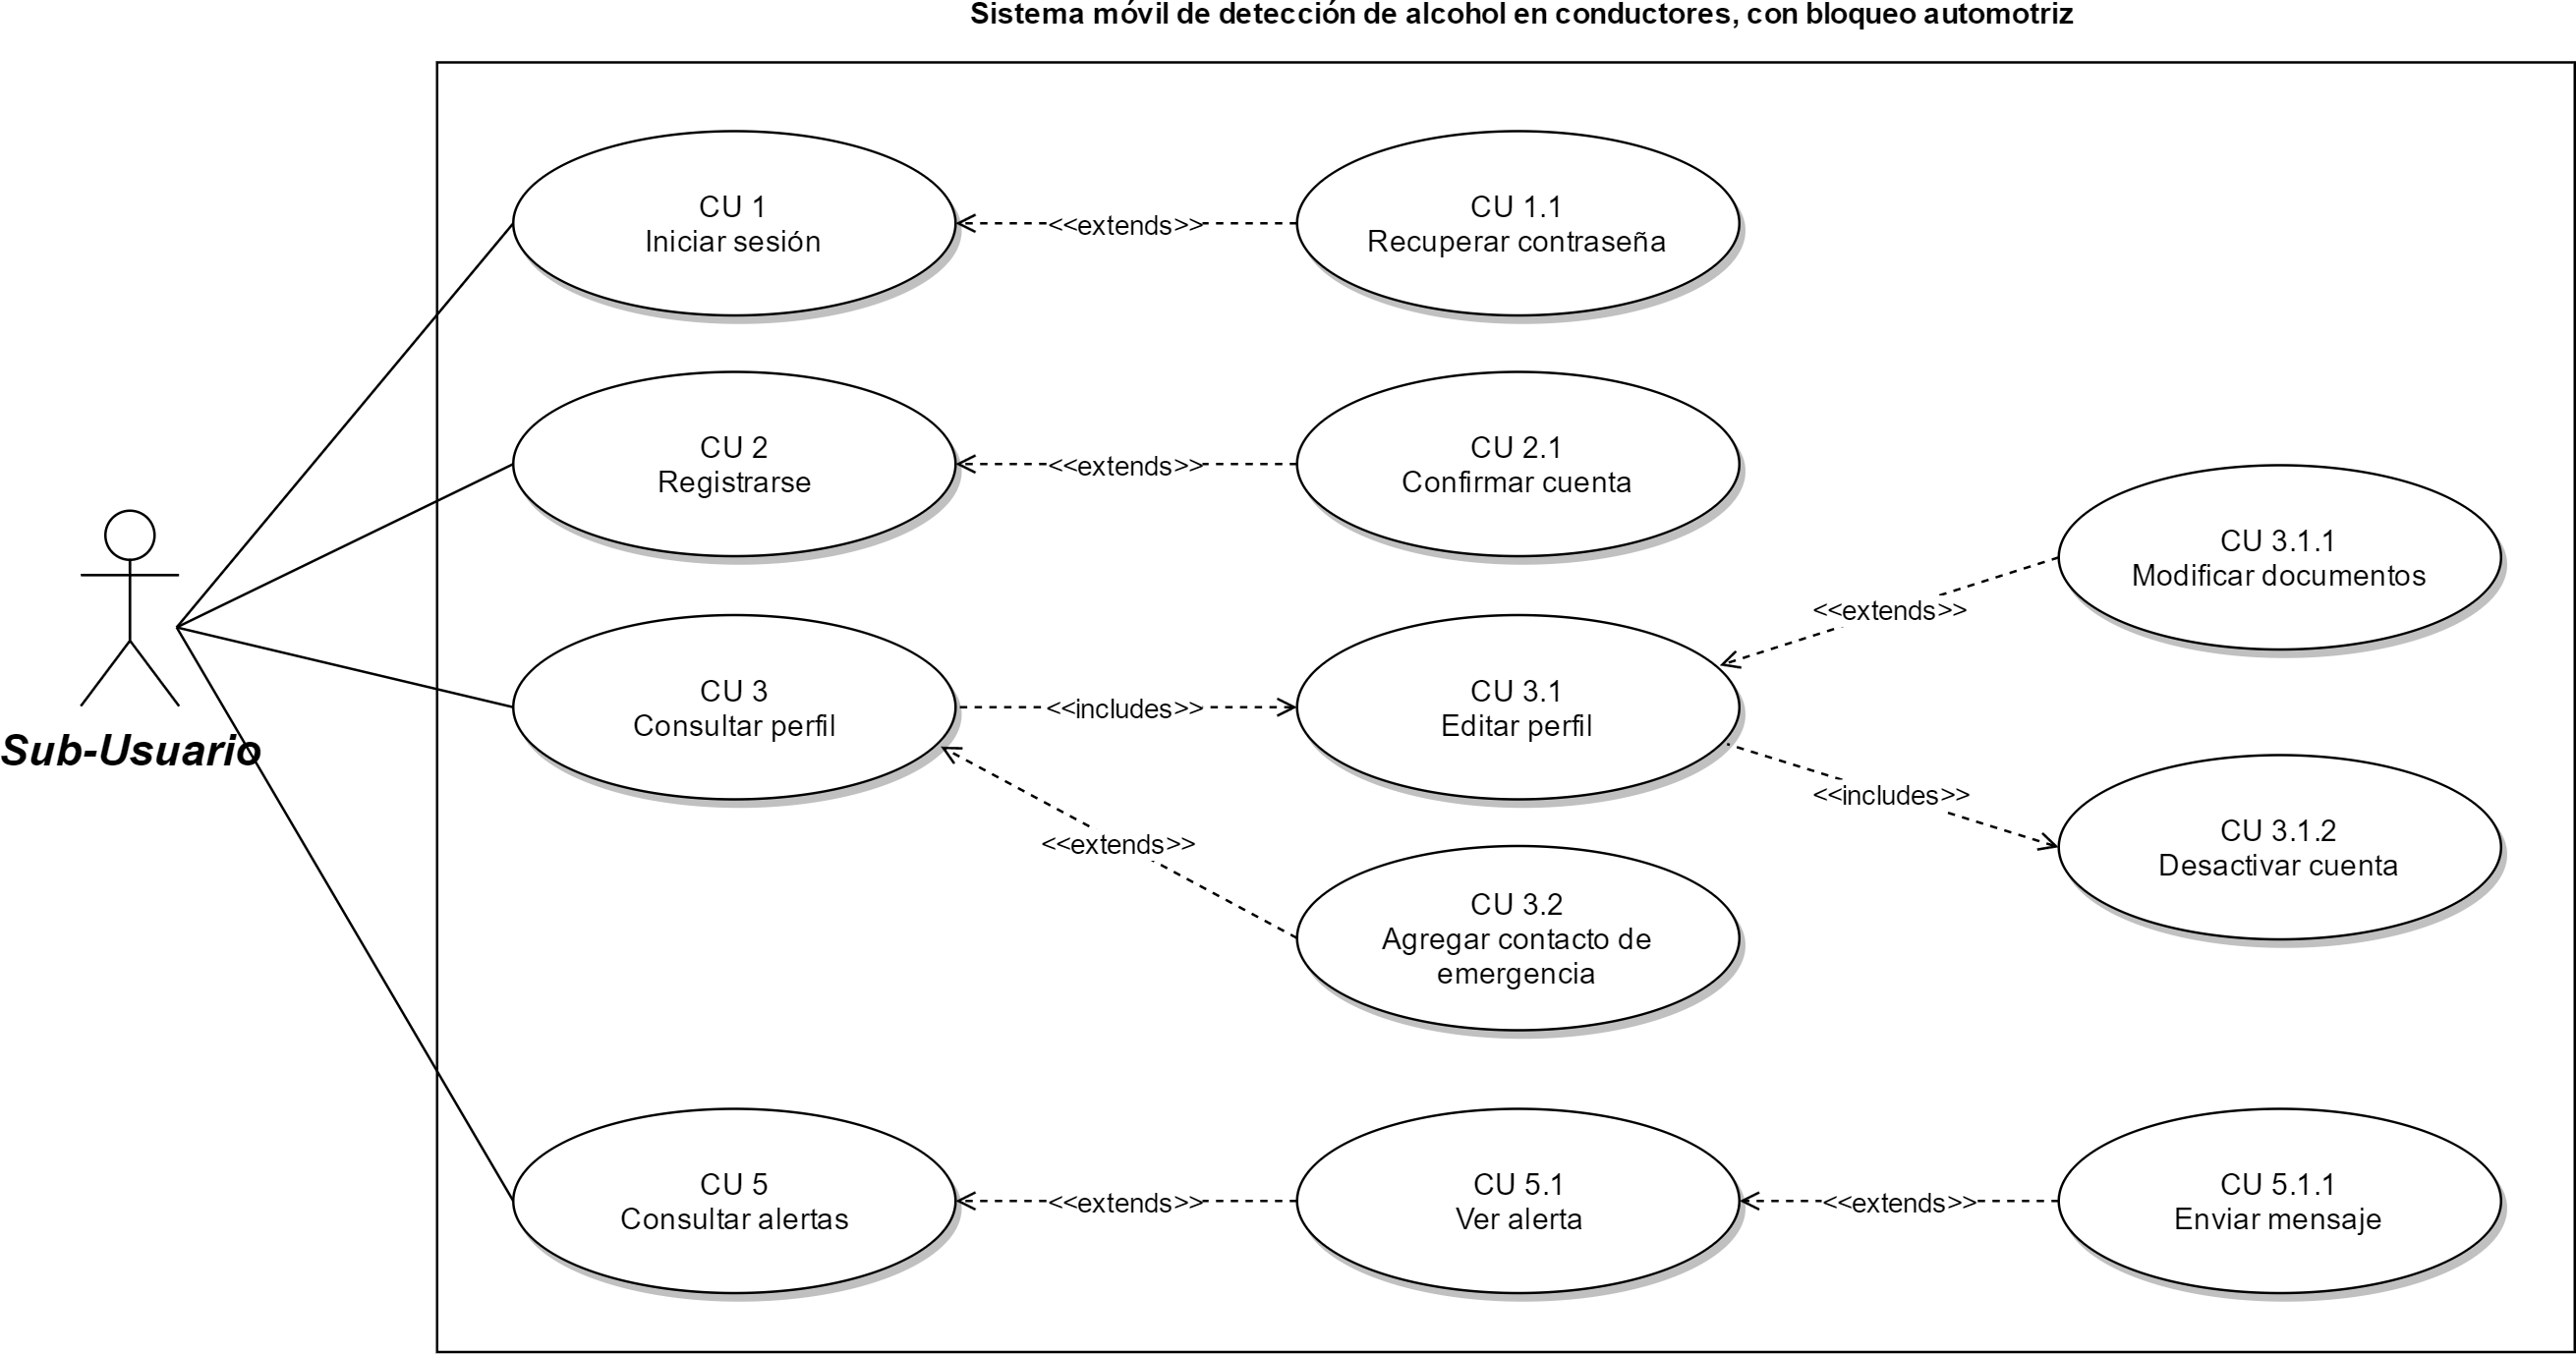 Sistema móvil de detección de alcohol en conductores, con bloqueo automotriz
CU 1
Iniciar sesión
<<extends>>
CU 1.1
Recuperar contraseña
CU 2
Registrarse
<<extends>>
CU 2.1
Confirmar cuenta
CU 3.1.1
Modificar documentos
<<extends>>
Sub-Usuario
CU 3
Consultar perfil
<<includes>>
CU 3.1
Editar perfil
<<includes>>
CU 3.1.2
Desactivar cuenta
<<extends>>
CU 3.2
Agregar contacto de
emergencia
CU 5
Consultar alertas
<<extends>>
CU 5.1
Ver alerta
<<extends>>
CU 5.1.1
Enviar mensaje